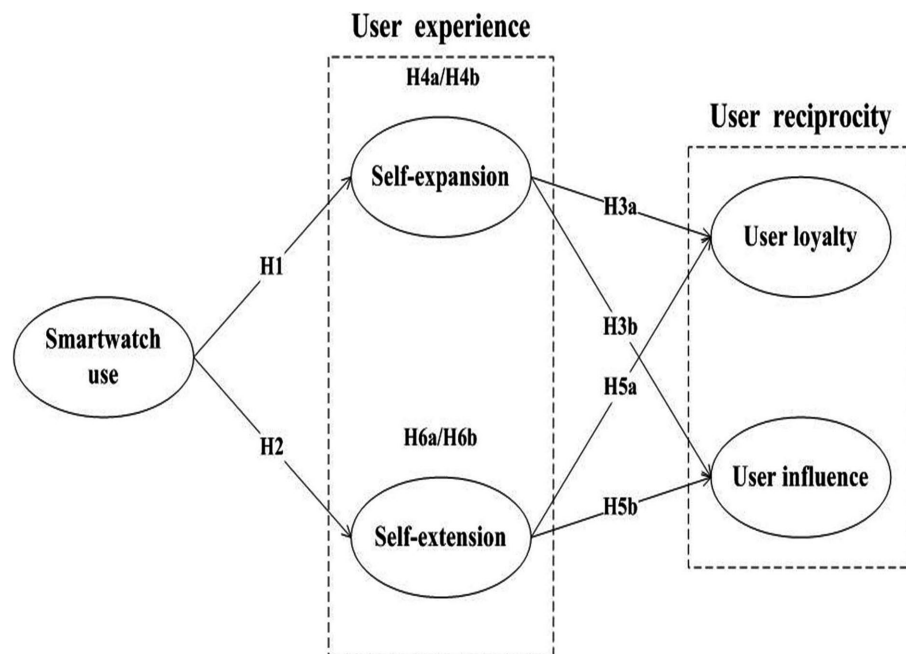 User experience
H4a/H4b
Self-expansion
User reciprocity
H3a
User loyalty
H1
H3b
Smartwatch
use
H5a
H2
H6a/H6b
User influence
H5b
Self-extension